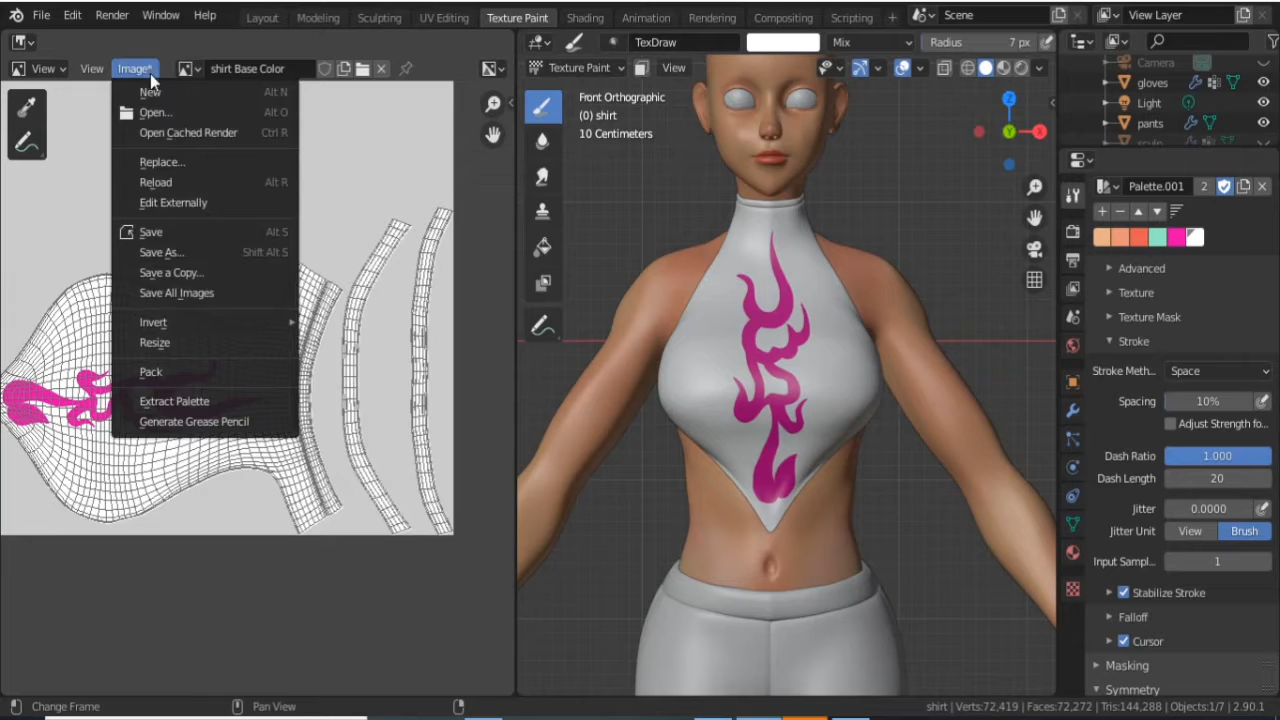 File Edit Render Window Help Layout Modeling Sculpting UV Editing Texture Paint Shading Animation Rendering Compositing Scripting + Scene View Layer
View View Image* shirt Base Color
New Alt N
Open... Alt O
Open Cached Render Ctrl R
Replace...
Reload Alt R
Edit Externally
Save Alt S
Save As... Shift Alt S
Save a Copy...
Save All Images
Invert
Resize
Pack
Extract Palette
Generate Grease Pencil
TexDraw Mix Radius 7 px
Texture Paint View
Front Orthographic
(0) shirt
10 Centimeters
Z
Y
X
Camera
gloves
Light
pants
Palette.001 2
Advanced
Texture
Texture Mask
Stroke
Stroke Meth... Space
Spacing 10%
Adjust Strength fo...
Dash Ratio 1.000
Dash Length 20
Jitter 0.0000
Jitter Unit View Brush
Input Sampl... 1
Stabilize Stroke
Falloff
Cursor
Masking
Symmetry
Change Frame Pan View shirt | Verts:72,419 | Faces:72,272 | Tris:144,288 | Objects:1/7 | 2.90.1